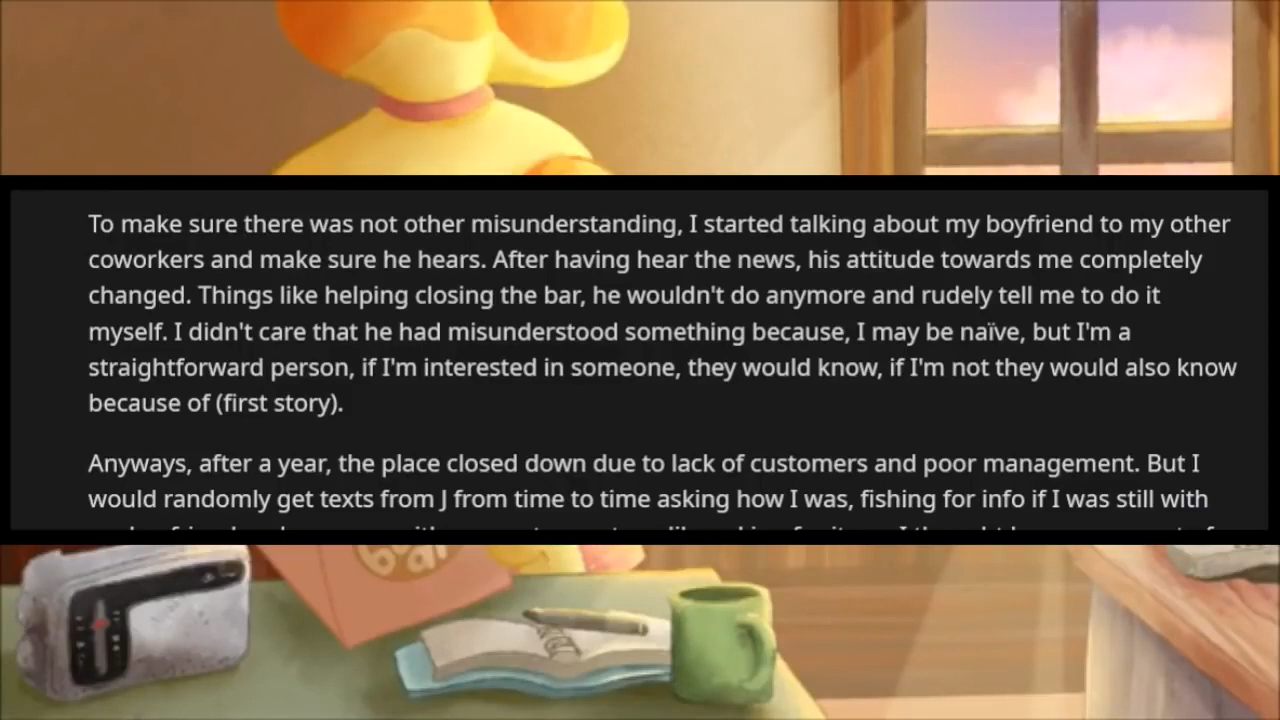 To make sure there was not other misunderstanding, I started talking about my boyfriend to my other
coworkers and make sure he hears. After having hear the news, his attitude towards me completely
changed. Things like helping closing the bar, he wouldn't do anymore and rudely tell me to do it
myself. I didn't care that he had misunderstood something because, I may be naïve, but I'm a
straightforward person, if I'm interested in someone, they would know, if I'm not they would also know
because of (first story).
Anyways, after a year, the place closed down due to lack of customers and poor management. But I
would randomly get texts from J from time to time asking how I was, fishing for info if I was still with